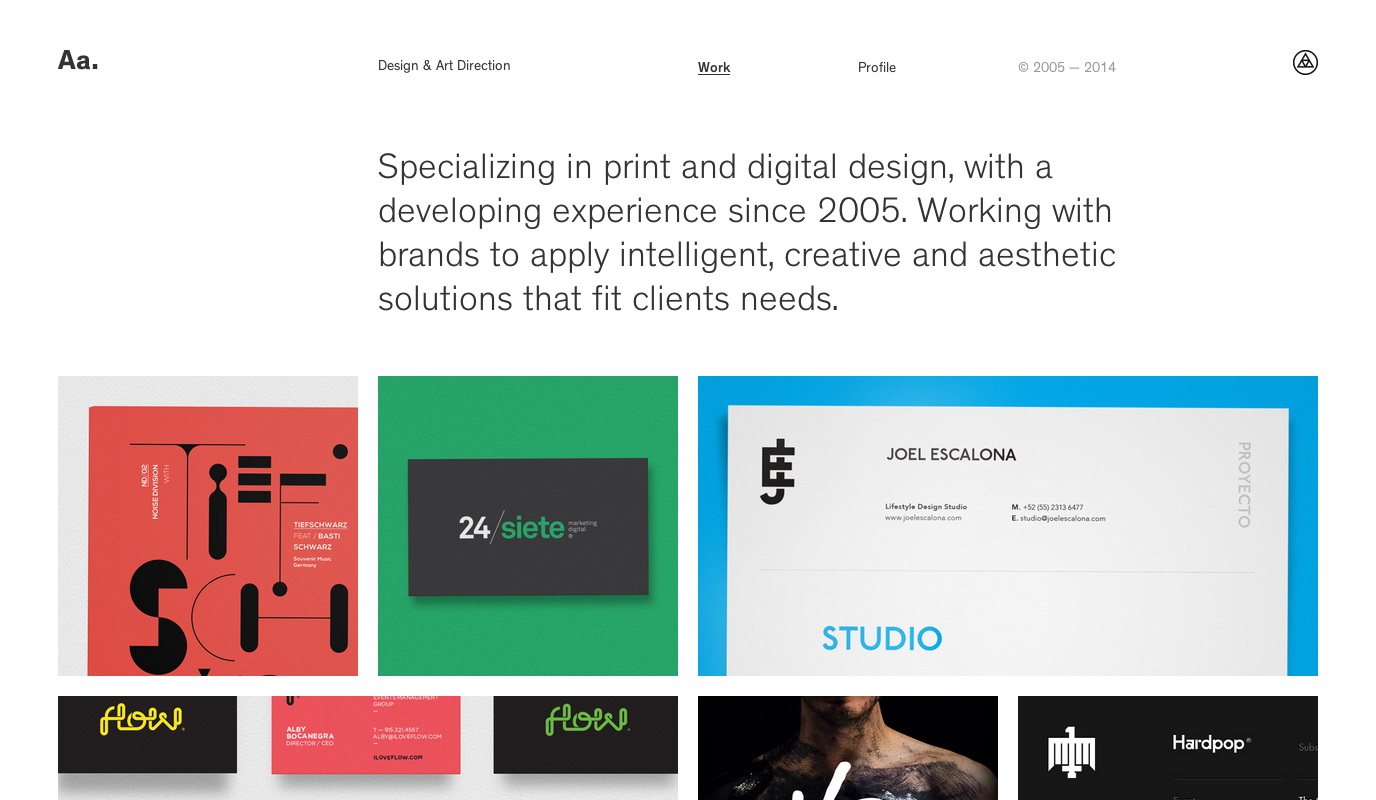 Aa.
Design & Art Direction
Work
Profile
© 2005 — 2014
Specializing in print and digital design, with a
developing experience since 2005. Working with
brands to apply intelligent, creative and aesthetic
solutions that fit clients needs.
TIEF
SCH
ND/02
NOISE DIVISION
WITH
TIEFSCHWARZ
FEAT / BASTI
SCHWARZ
Souvenir Music
Germany
24/siete marketing
digital
®
JOEL ESCALONA
PROYECTO
Lifestyle Design Studio
www.joelescalona.com
M. +52 (55) 2313 6477
E. studio@joelescalona.com
STUDIO
flow
EVENTS MANAGEMENT
GROUP
—
ALBY
BOCANEGRA
DIRECTOR / CEO
T — 915 321 4567
ALBY@ILOVEFLOW.COM
—
ILOVEFLOW.COM
flow
Hardpop®
Subs